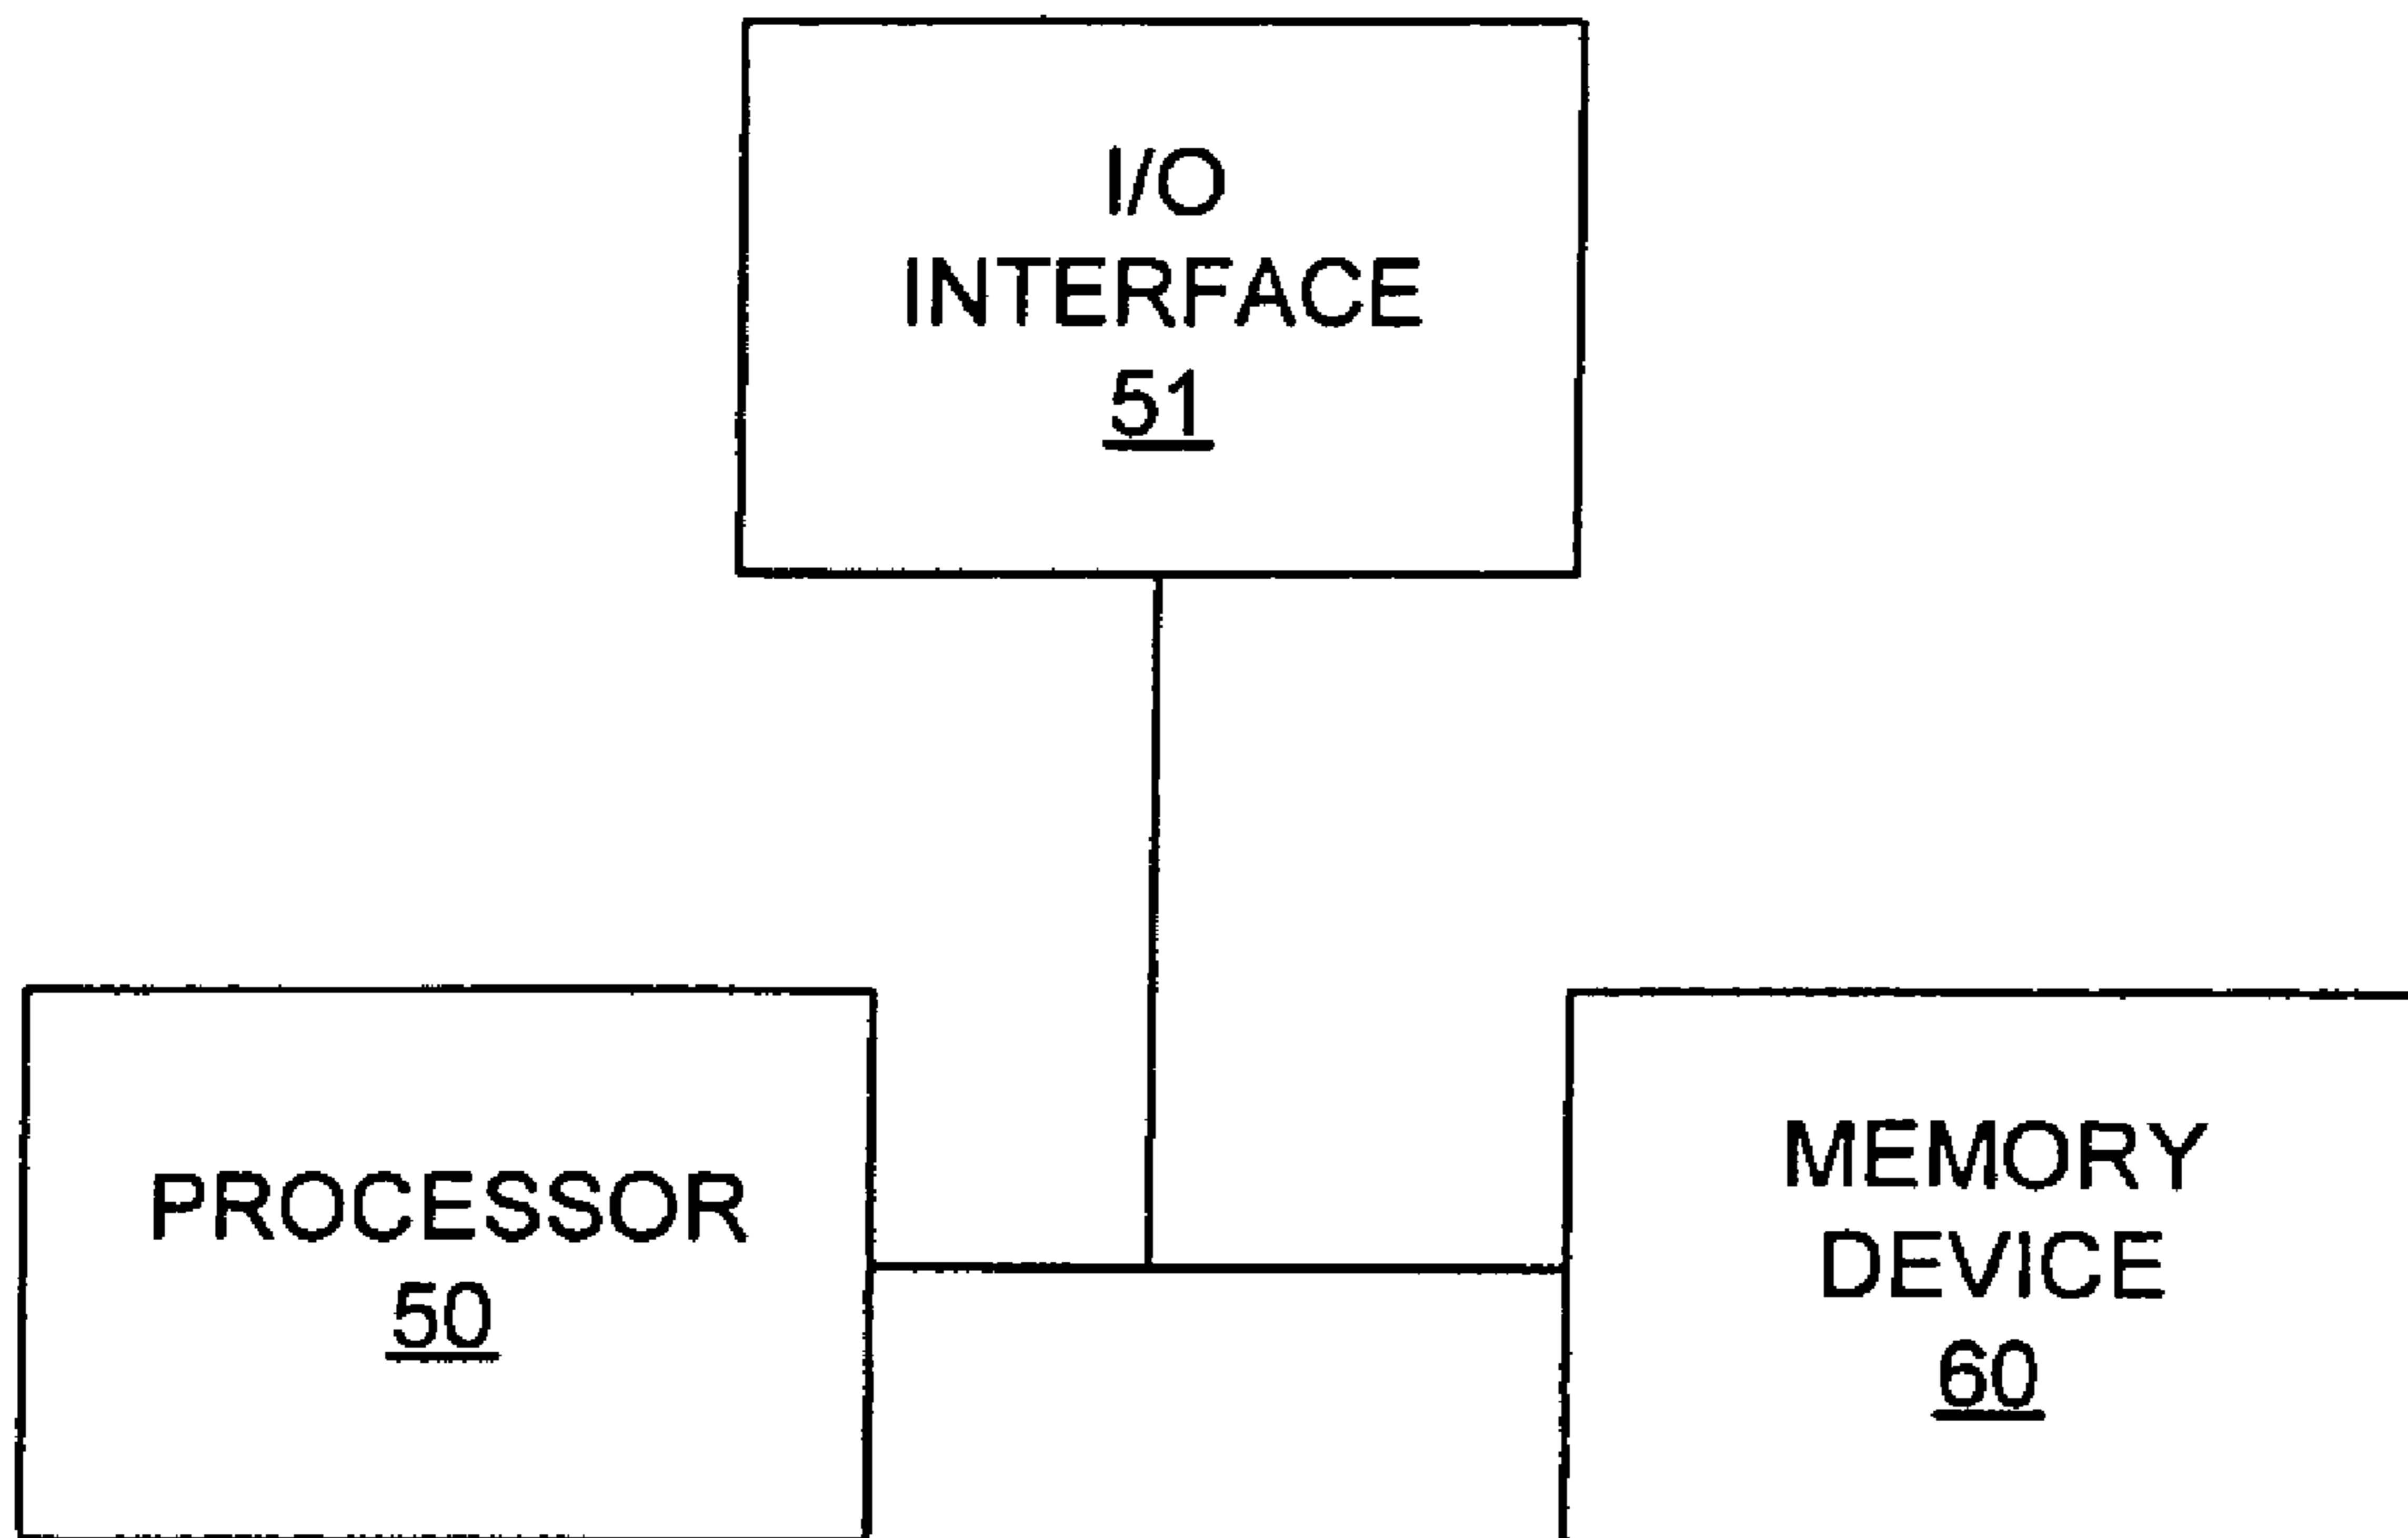 I/O
INTERFACE
51
PROCESSOR
50
MEMORY
DEVICE
60